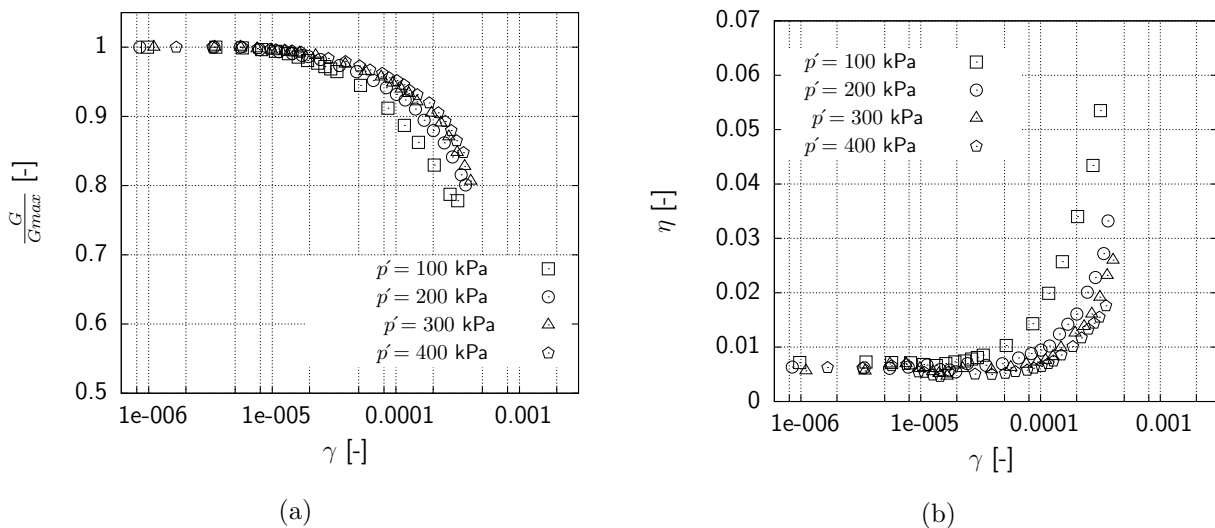 1
0.9
0.8
0.7
0.6
0.5
G/Gmax [-]
p′ = 100 kPa
p′ = 200 kPa
p′ = 300 kPa
p′ = 400 kPa
1e-006 1e-005 0.0001 0.001
γ [-]
(a)
0.07
0.06
0.05
0.04
0.03
0.02
0.01
0
η [-]
p′ = 100 kPa
p′ = 200 kPa
p′ = 300 kPa
p′ = 400 kPa
1e-006 1e-005 0.0001 0.001
γ [-]
(b)